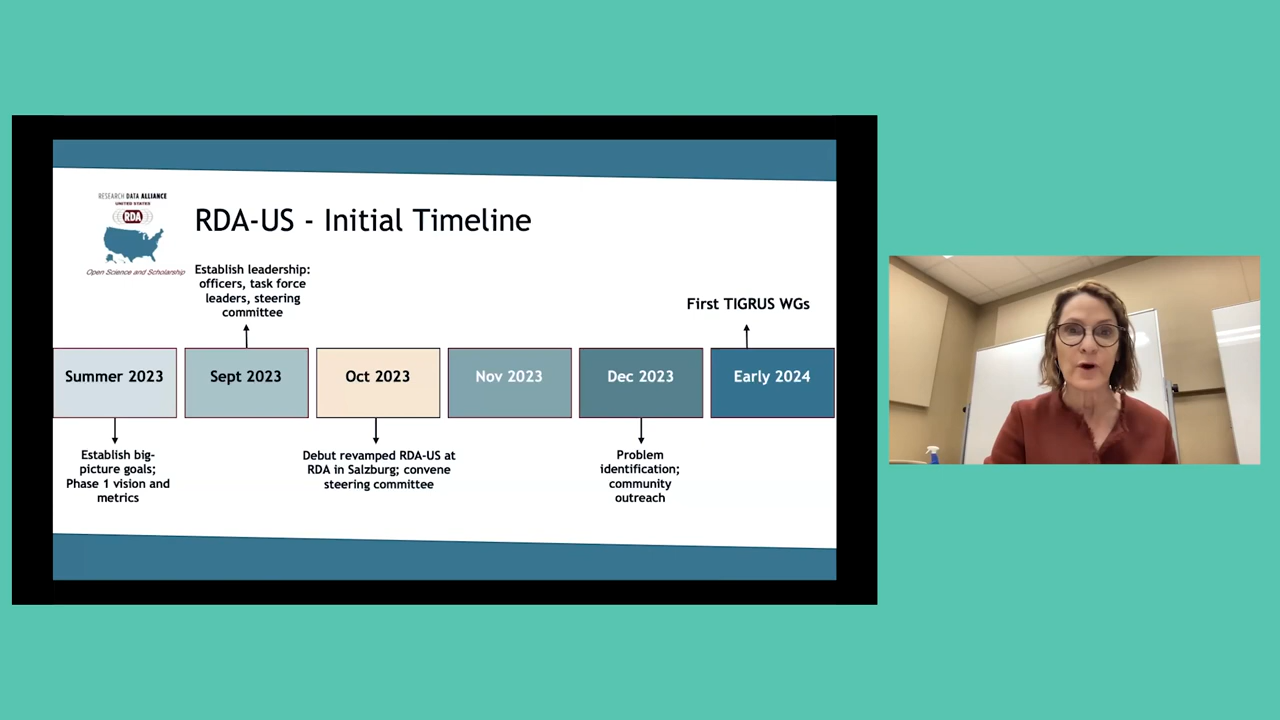 RESEARCH DATA ALLIANCE
UNITED STATES
RDA
Open Science and Scholarship
RDA-US - Initial Timeline
Establish leadership:
officers, task force
leaders, steering
committee
First TIGRUS WGs
Summer 2023
Sept 2023
Oct 2023
Nov 2023
Dec 2023
Early 2024
Establish big-
picture goals;
Phase 1 vision and
metrics
Debut revamped RDA-US at
RDA in Salzburg; convene
steering committee
Problem
identification;
community
outreach